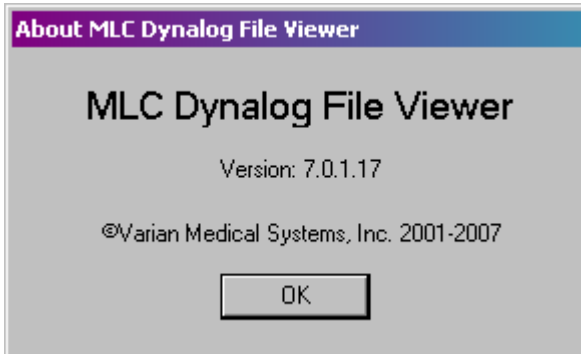 About MLC Dynalog File Viewer
MLC Dynalog File Viewer
Version: 7.0.1.17
©Varian Medical Systems, Inc. 2001-2007
OK